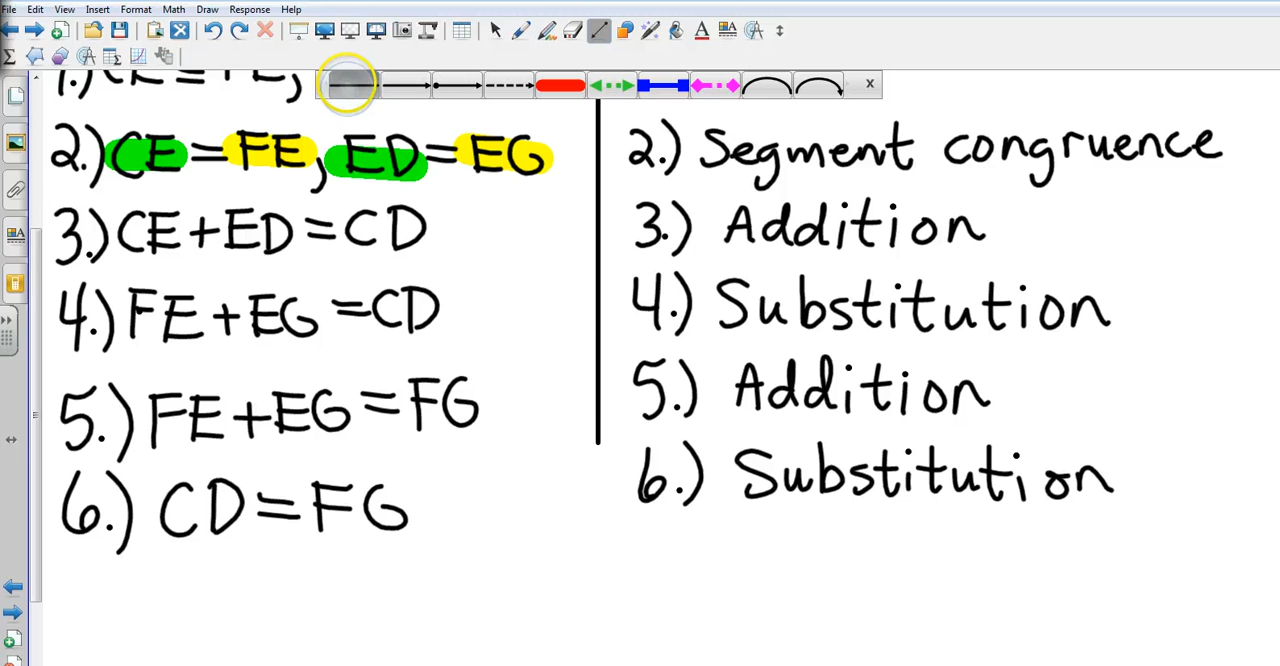 File Edit View Insert Format Math Draw Response Help
x
2.) CE = FE, ED = EG
3.) CE + ED = CD
4.) FE + EG = CD
5.) FE + EG = FG
6.) CD = FG
2.) Segment congruence
3.) Addition
4.) Substitution
5.) Addition
6.) Substitution